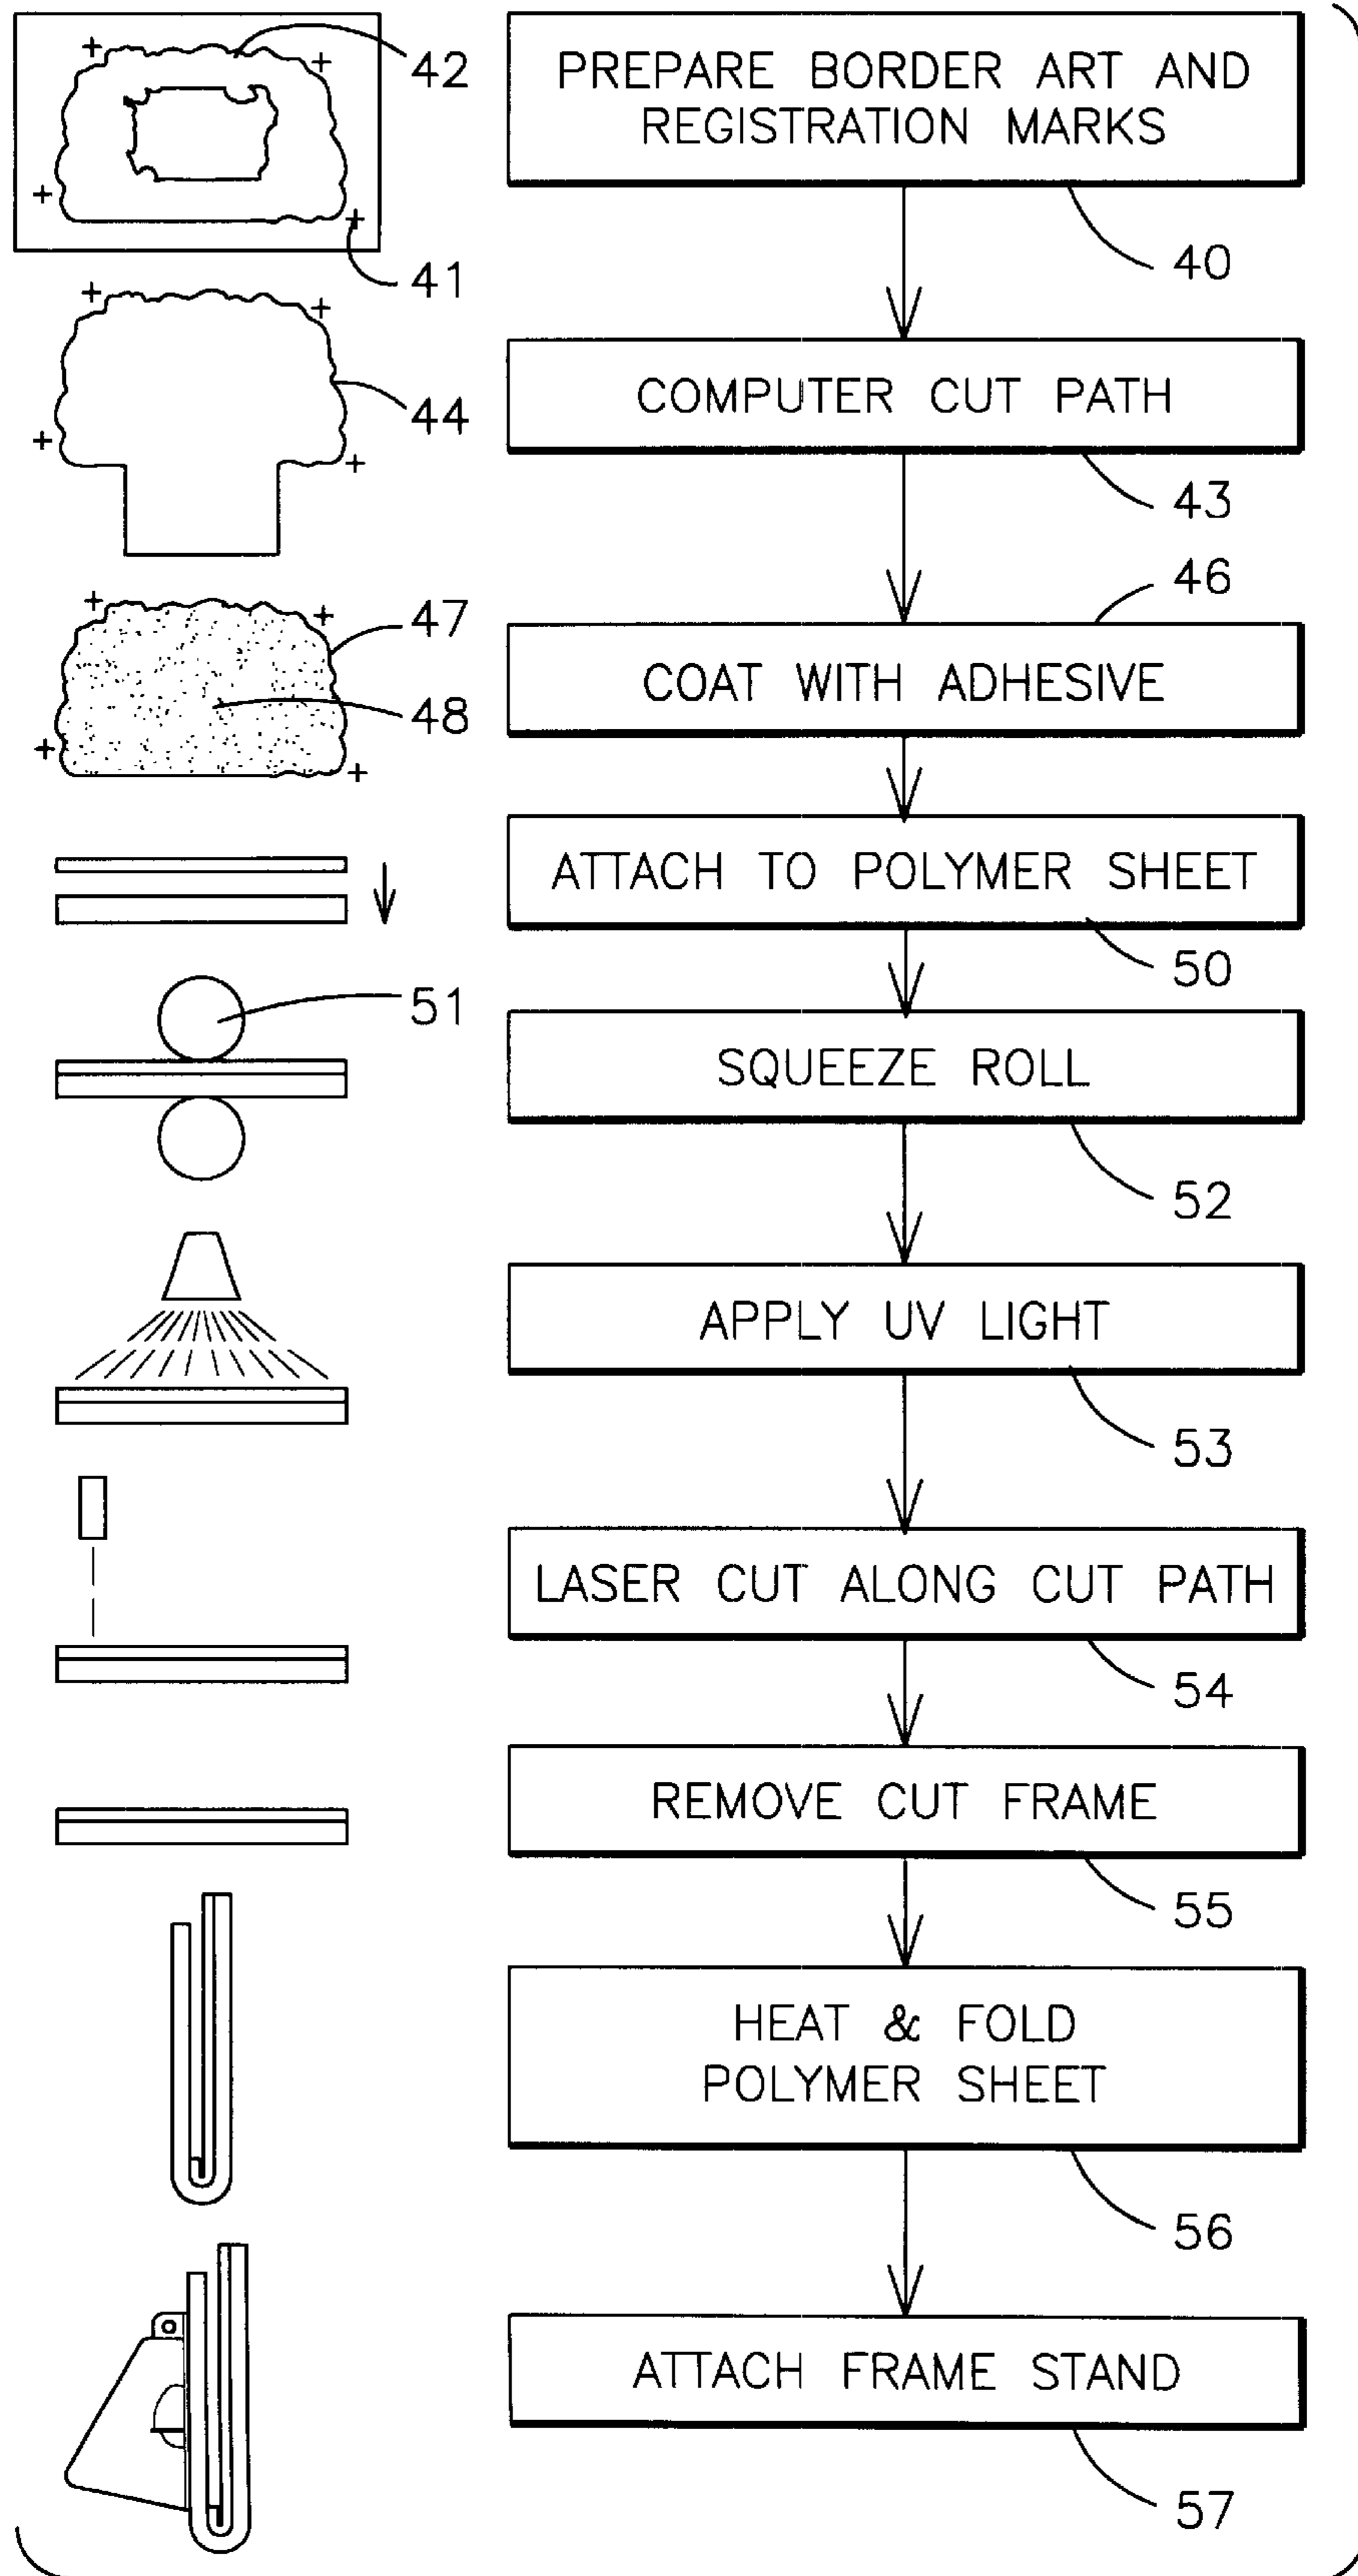 42
PREPARE BORDER ART AND
REGISTRATION MARKS
40
41
44
COMPUTER CUT PATH
43
46
47
COAT WITH ADHESIVE
48
ATTACH TO POLYMER SHEET
50
51
SQUEEZE ROLL
52
APPLY UV LIGHT
53
LASER CUT ALONG CUT PATH
54
REMOVE CUT FRAME
55
HEAT & FOLD
POLYMER SHEET
56
ATTACH FRAME STAND
57